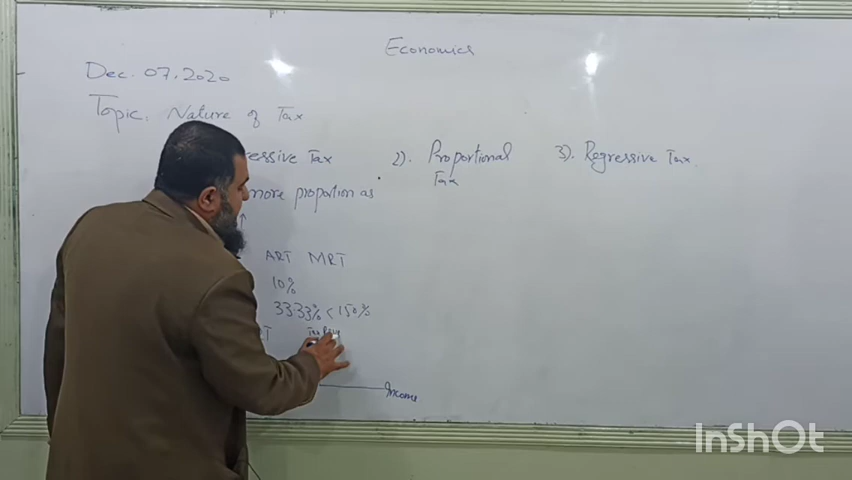 Economics
Dec. 07, 2020
Topic. Nature of Tax
ressive Tax
2). Proportional Tax
3). Regressive Tax.
more proportion as
↑
ART MRT
10%
33.33% < 150%
Tax
Income
InShOt